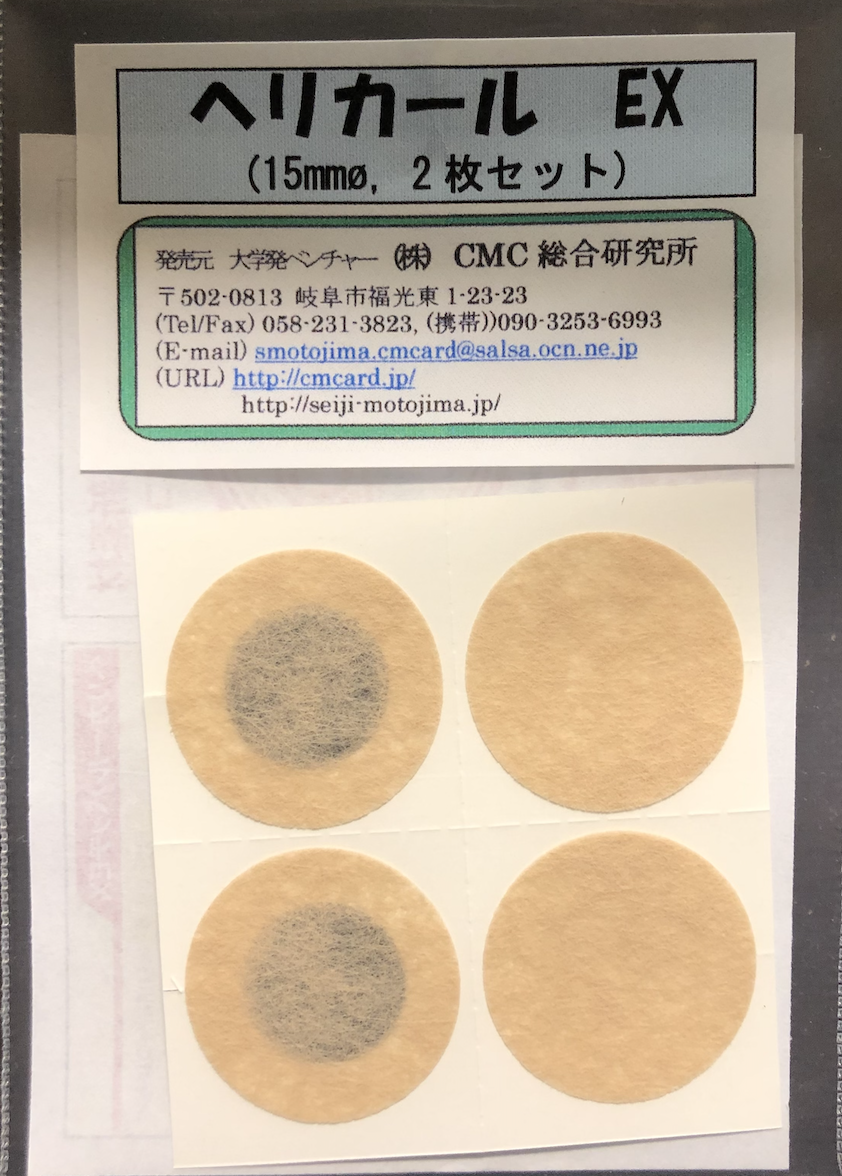 ヘリカール EX
(15mmø, 2枚セット)
発売元 大学発ベンチャー ㈱ CMC 総合研究所
〒502-0813 岐阜市福光東 1-23-23
(Tel/Fax) 058-231-3823, (携帯))090-3253-6993
(E-mail) smotojima.cmcard@salsa.ocn.ne.jp
(URL) http://cmcard.jp/
http://seiji-motojima.jp/